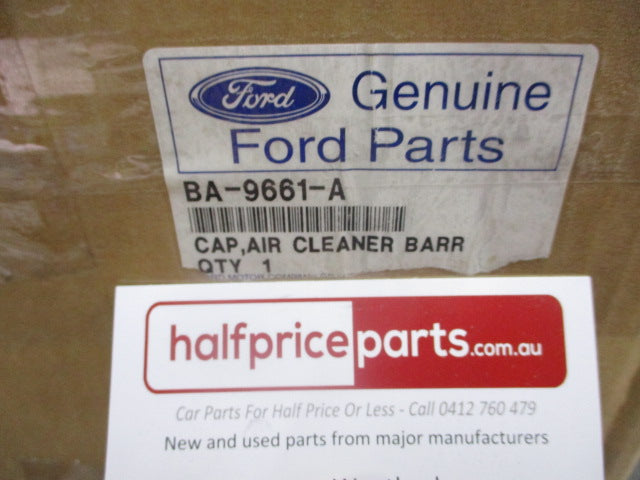 Ford Genuine
Ford Parts
BA-9661-A
CAP,AIR CLEANER BARR
QTY 1
halfpriceparts.com.au
Car Parts For Half Price Or Less - Call 0412 760 479
New and used parts from major manufacturers